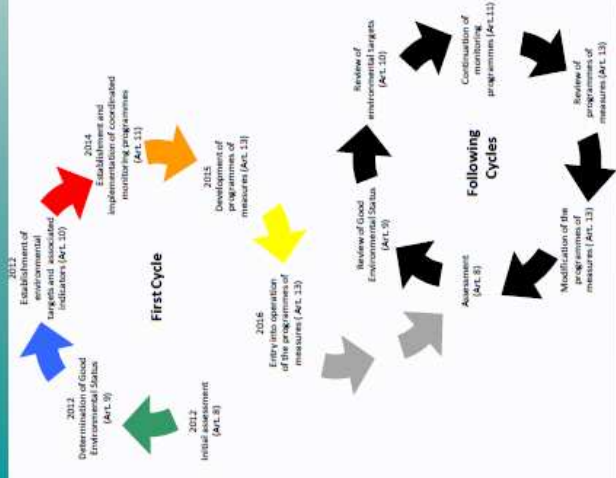 2012
Initial assessment
(Art. 8)
2012
Determination of Good
Environmental Status
(Art. 9)
2012
Establishment of
environmental
targets and associated
indicators (Art. 10)
2014
Establishment and
implementation of coordinated
monitoring programmes
(Art. 11)
2015
Development of
programmes of
measures (Art. 13)
2016
Entry into operation
of the programmes of
measures ( Art. 13)
First Cycle
Assessment
(Art. 8)
Review of Good
Environmental Status
(Art. 9)
Review of
environmental targets
(Art. 10)
Continuation of
monitoring
programmes (Art.11)
Review of
programmes of
measures (Art. 13)
Modification of the
programmes of
measures ( Art. 13)
Following
Cycles